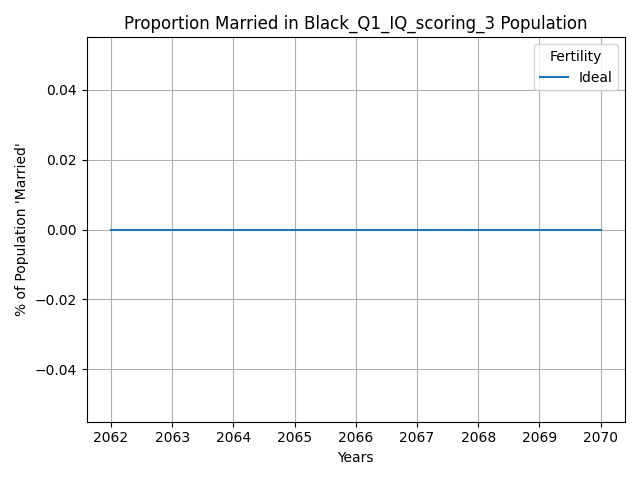 Proportion Married in Black_Q1_IQ_scoring_3 Population
Fertility
Ideal
% of Population 'Married'
0.04
0.02
0.00
−0.02
−0.04
2062 2063 2064 2065 2066 2067 2068 2069 2070
Years